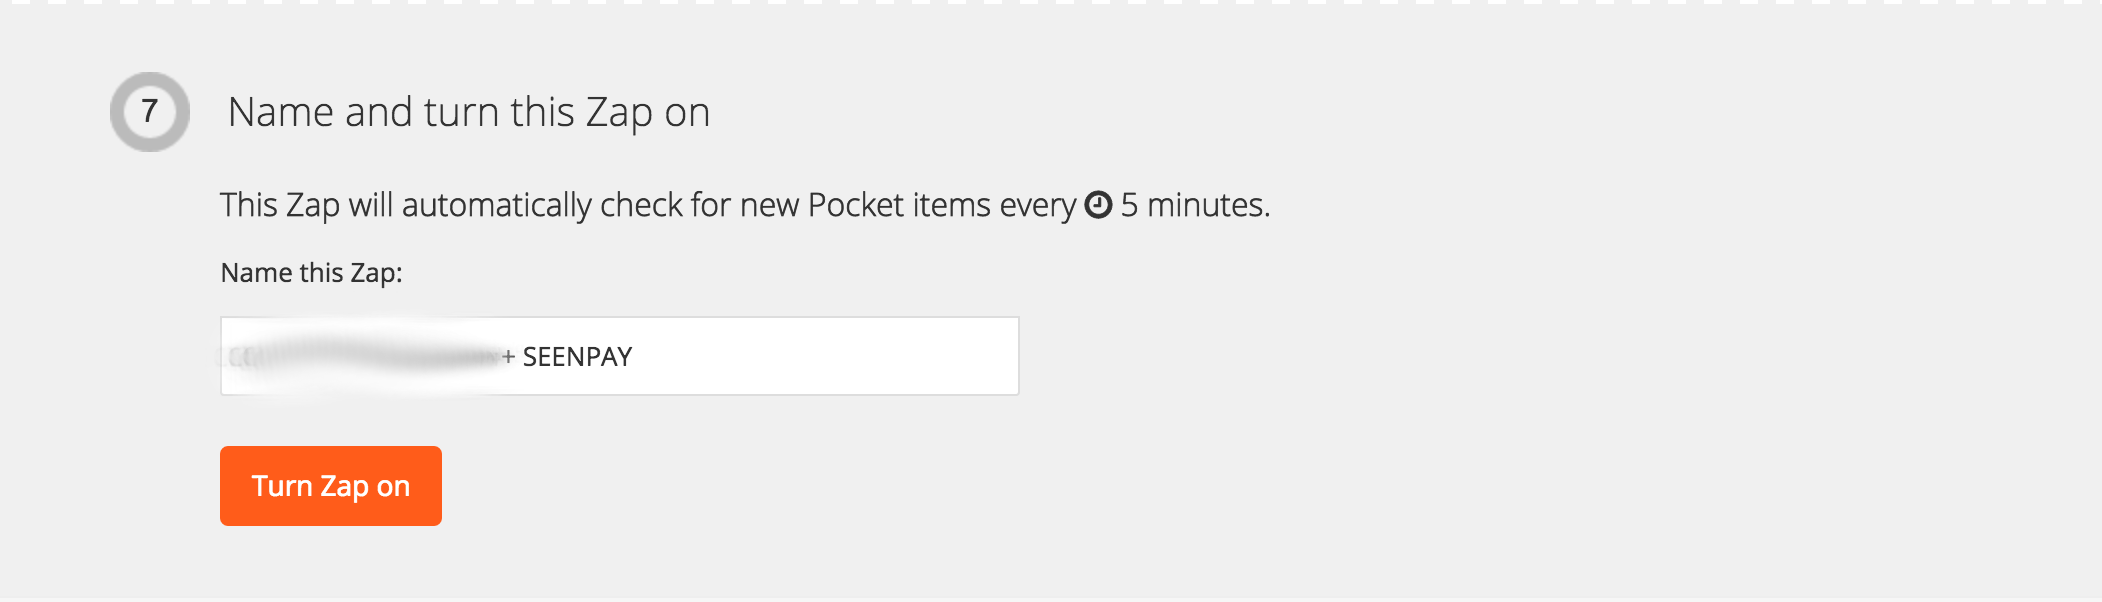 7
Name and turn this Zap on
This Zap will automatically check for new Pocket items every 5 minutes.
Name this Zap:
+ SEENPAY
Turn Zap on